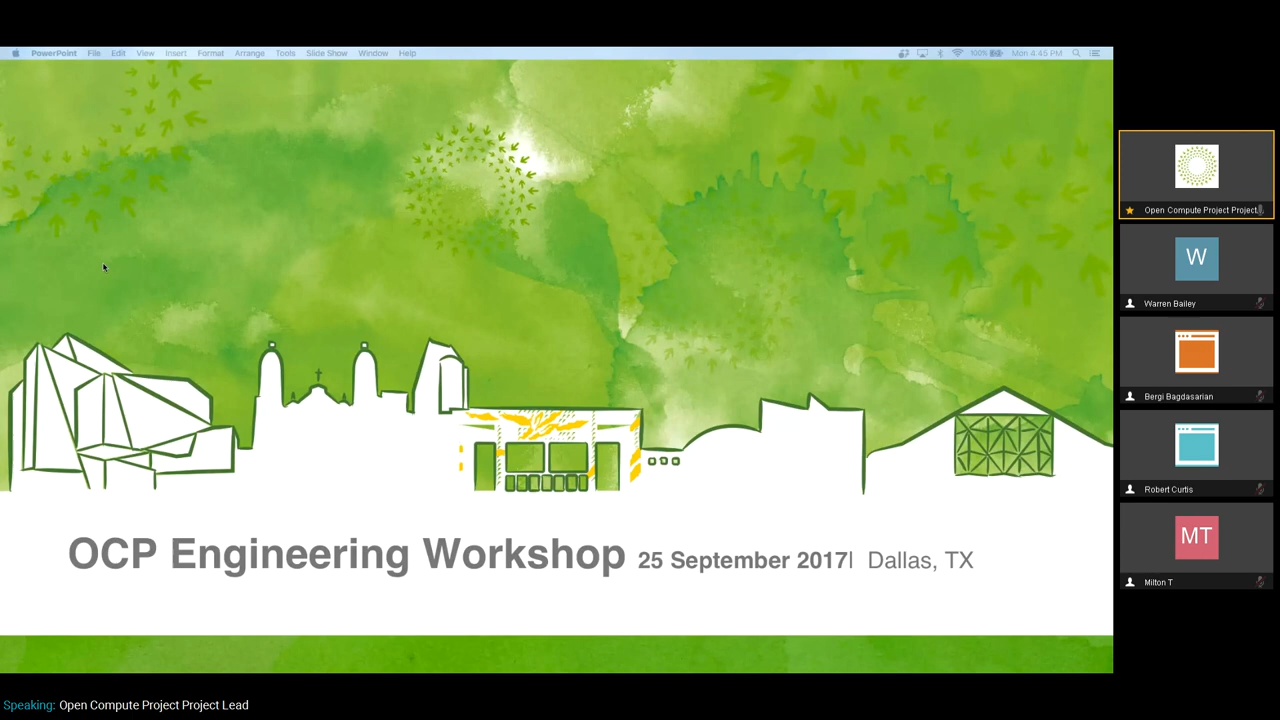 PowerPoint File Edit View Insert Format Arrange Tools Slide Show Window Help 100% Mon 4:45 PM
Open Compute Project Project
W
Warren Bailey
Bergi Bagdasarian
Robert Curtis
MT
Milton T
OCP Engineering Workshop 25 September 2017| Dallas, TX
Speaking: Open Compute Project Project Lead